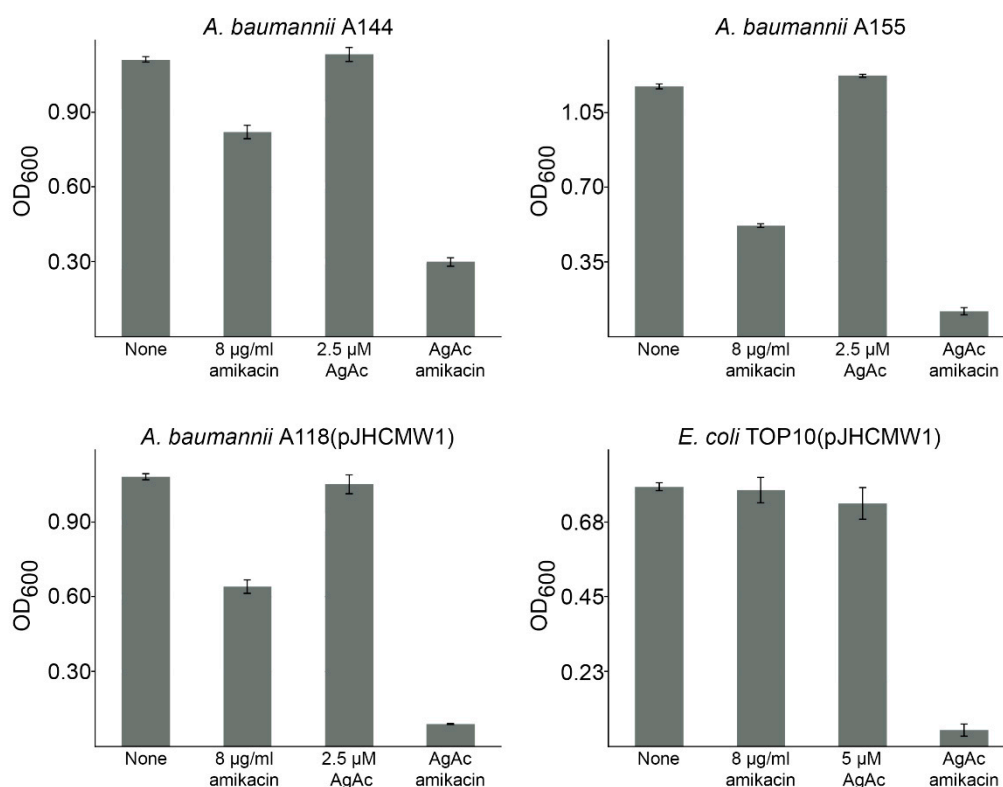 A. baumannii A144
OD600
0.90
0.60
0.30
None
8 µg/ml
amikacin
2.5 µM
AgAc
AgAc
amikacin
A. baumannii A155
OD600
1.05
0.70
0.35
None
8 µg/ml
amikacin
2.5 µM
AgAc
AgAc
amikacin
A. baumannii A118(pJHCMW1)
OD600
0.90
0.60
0.30
None
8 µg/ml
amikacin
2.5 µM
AgAc
AgAc
amikacin
E. coli TOP10(pJHCMW1)
OD600
0.68
0.45
0.23
None
8 µg/ml
amikacin
5 µM
AgAc
AgAc
amikacin